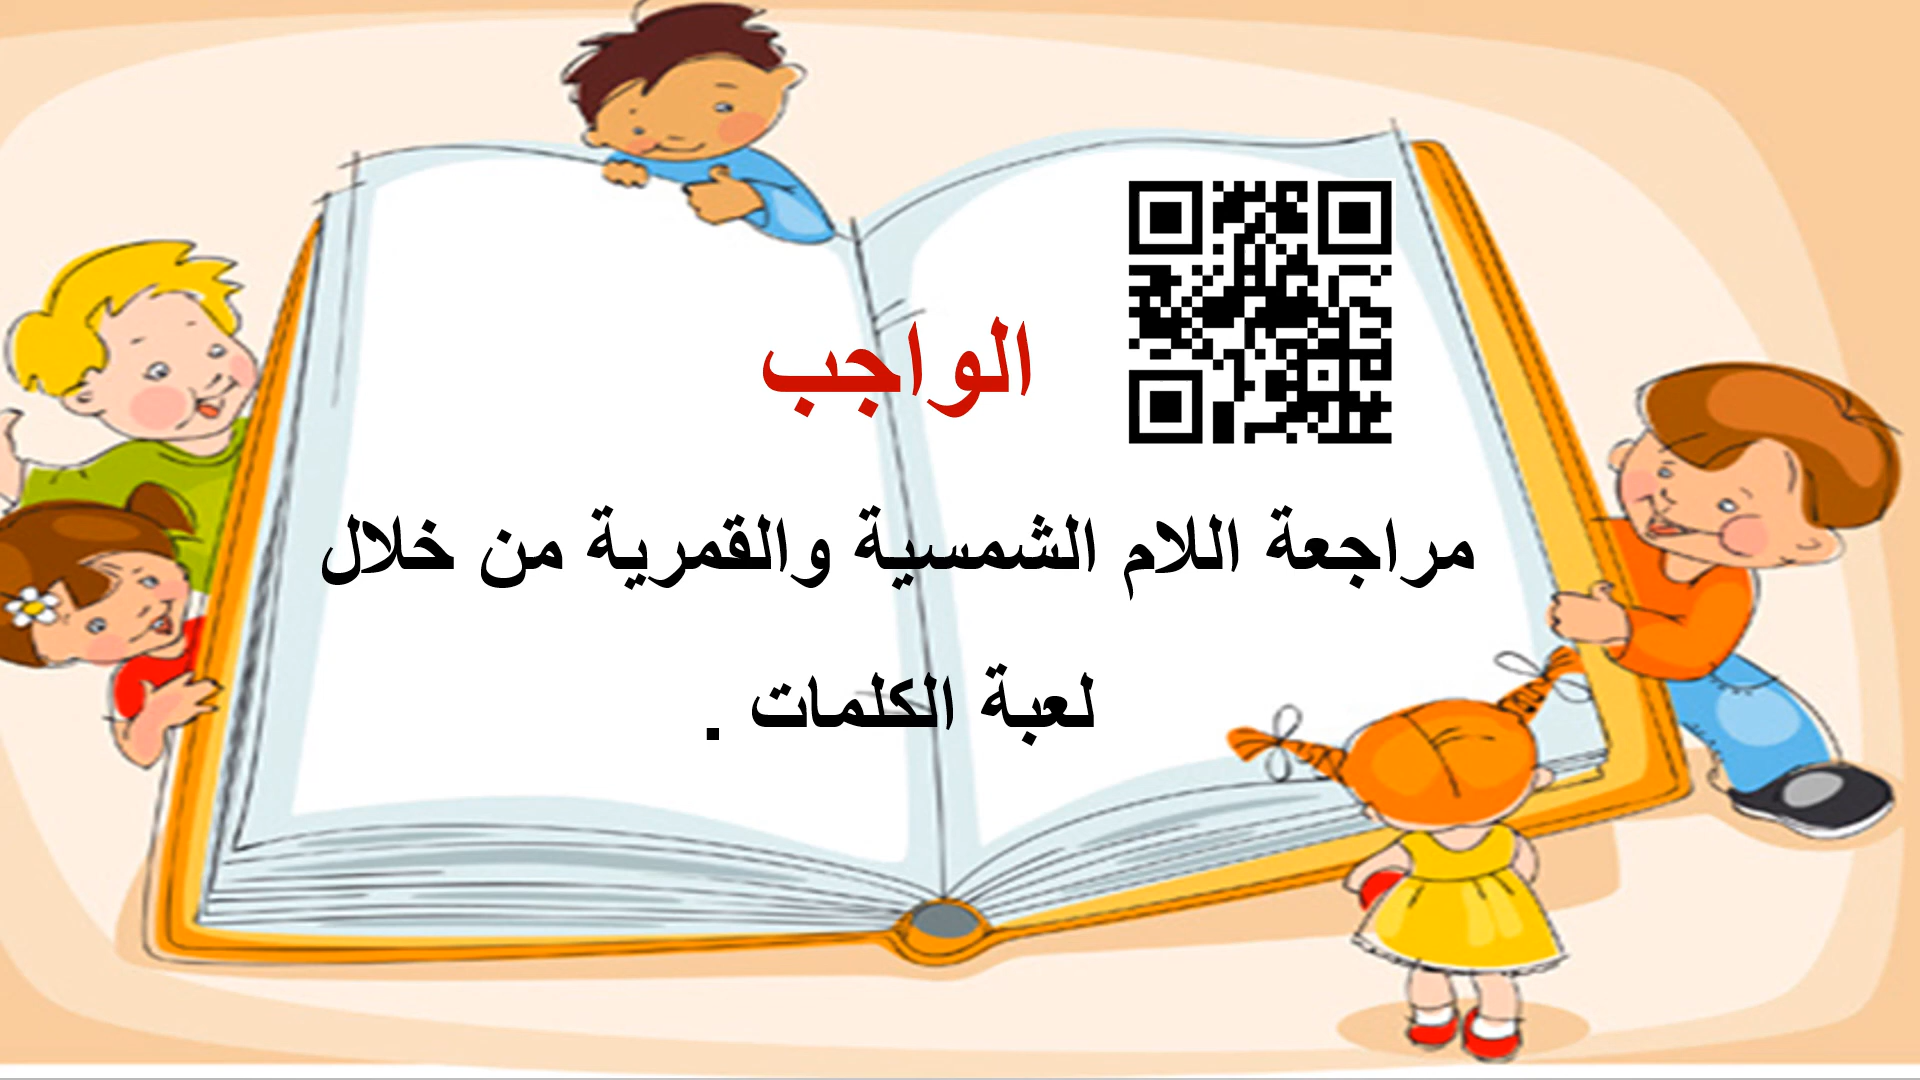 الواجب
مراجعة اللام الشمسية والقمرية من خلال
لعبة الكلمات .